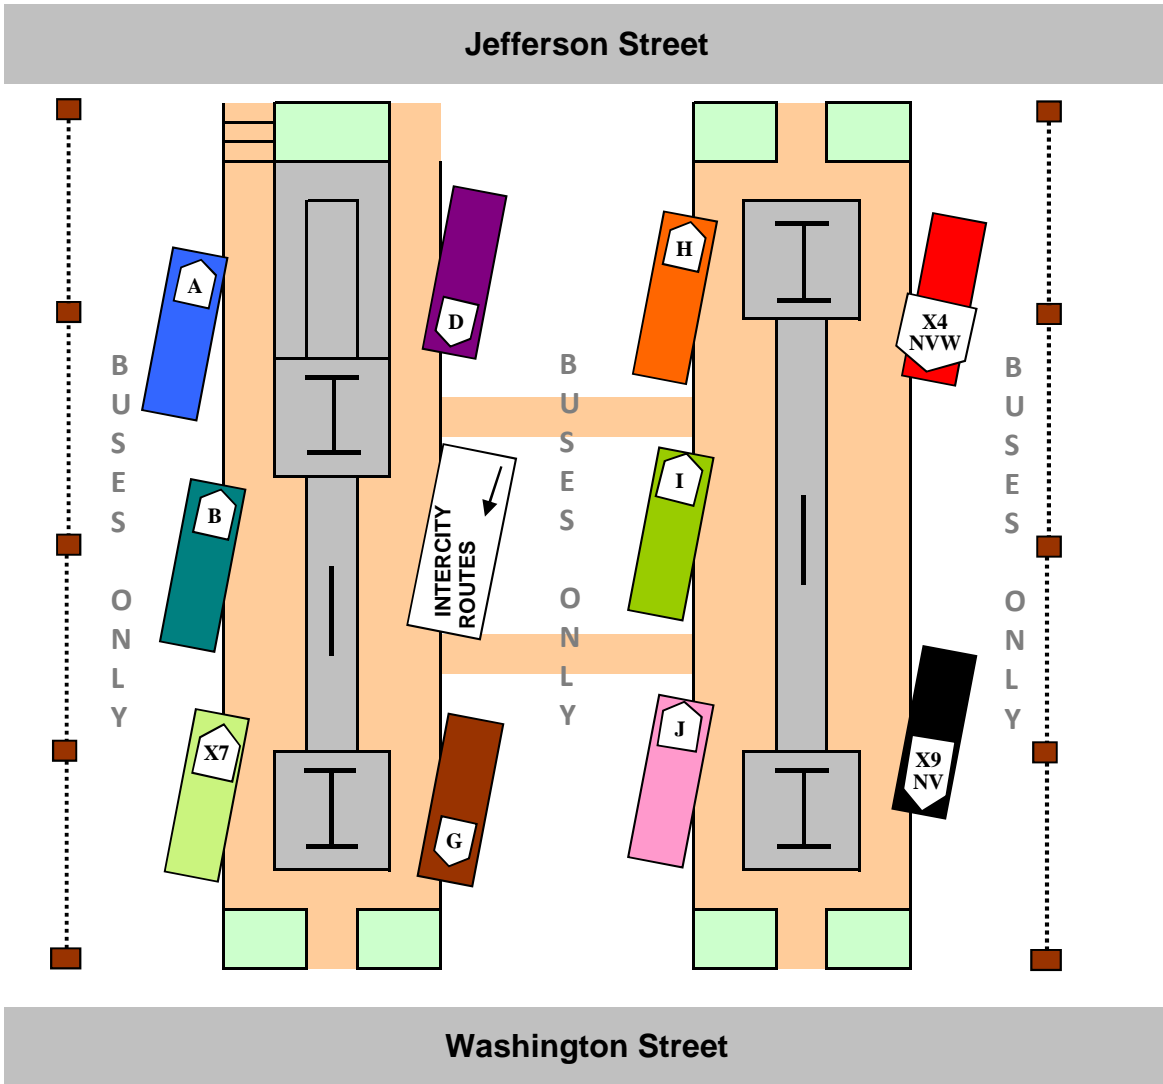 Jefferson Street
A
D
H
X4
NVW
BUSES ONLY
BUSES ONLY
BUSES ONLY
B
INTERCITY
ROUTES
I
X7
G
J
X9
NV
Washington Street